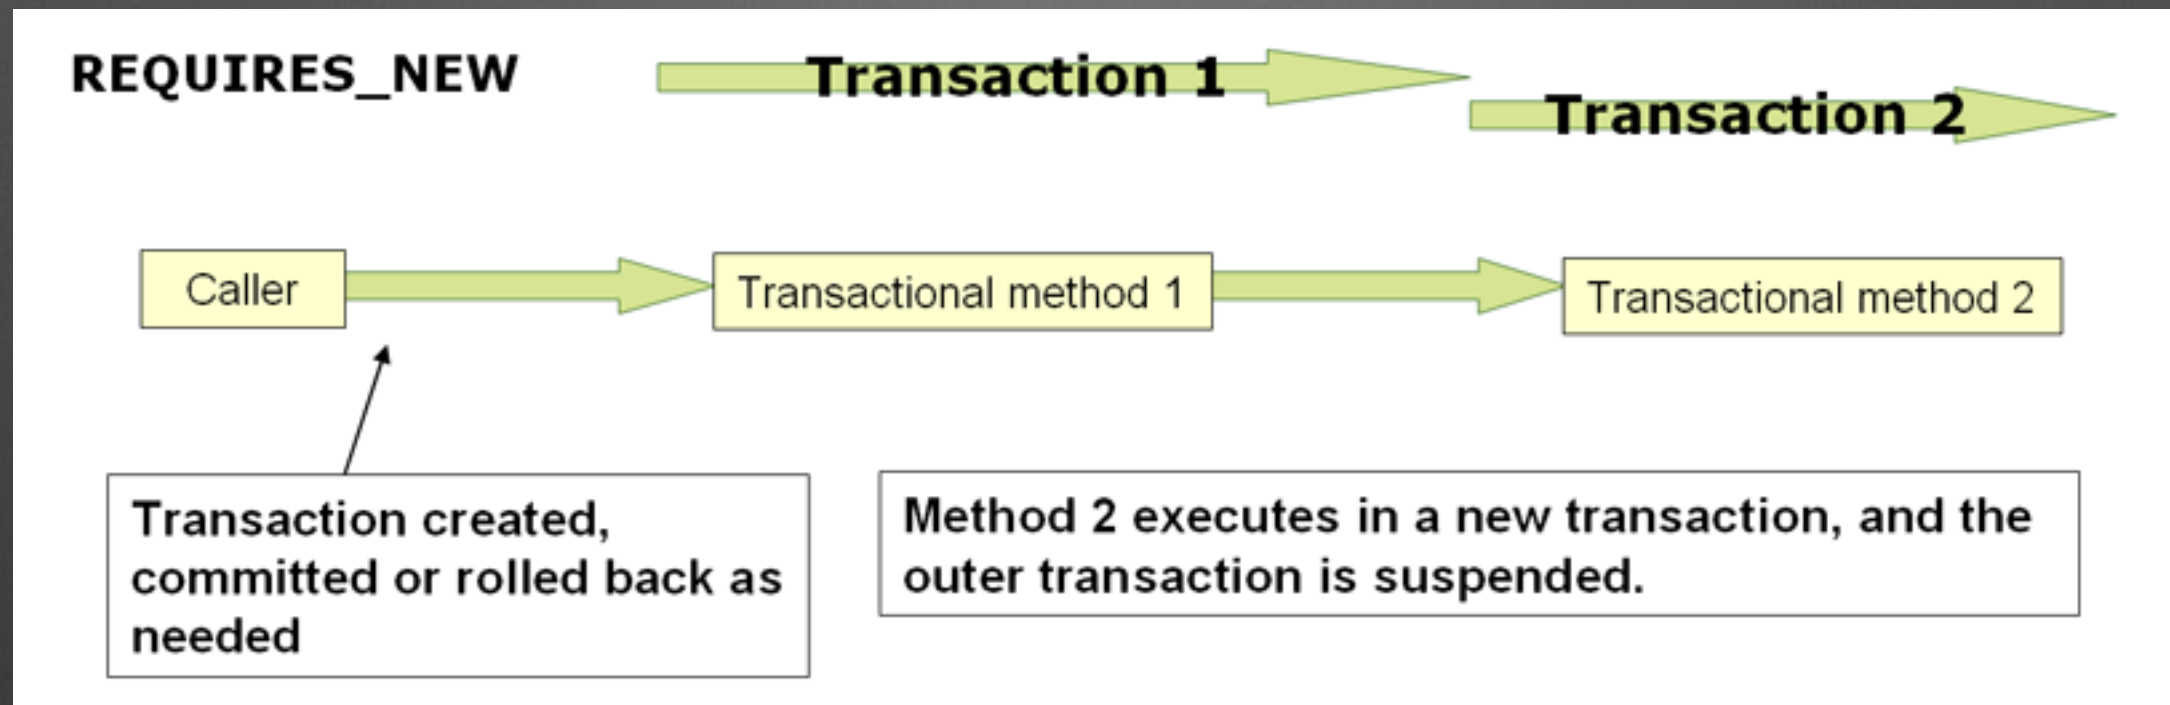 REQUIRES_NEW
Transaction 1
Transaction 2
Caller
Transactional method 1
Transactional method 2
Transaction created,
committed or rolled back as
needed
Method 2 executes in a new transaction, and the
outer transaction is suspended.